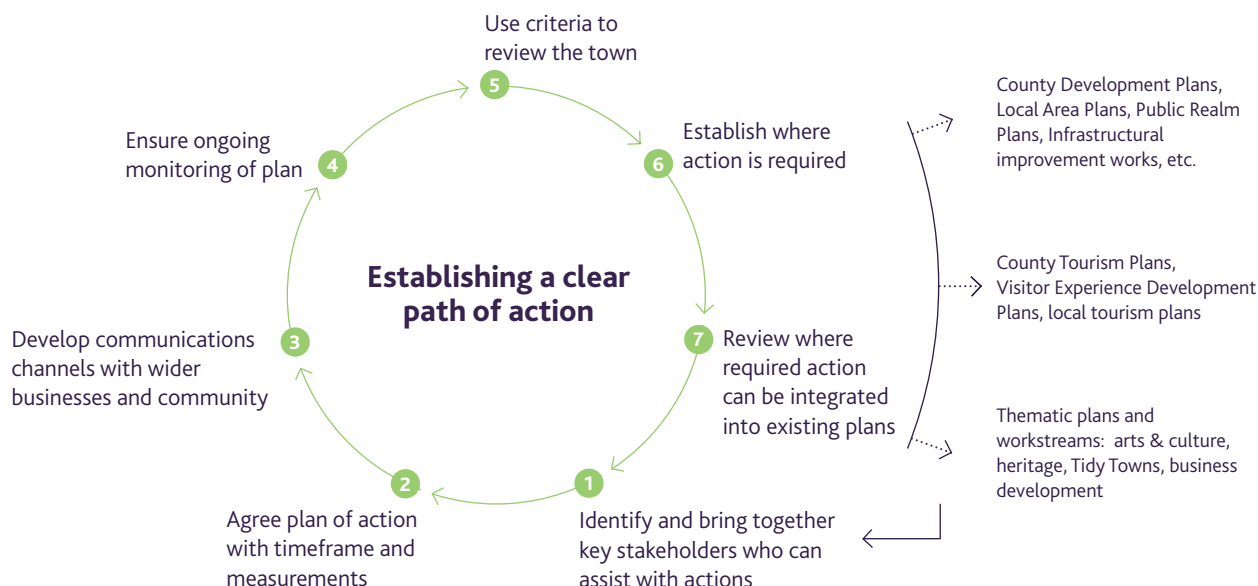 Use criteria to
review the town
5
Ensure ongoing
monitoring of plan
4
Establish where
action is required
6
Establishing a clear
path of action
Develop communications
channels with wider
businesses and community
3
7
Review where
required action
can be integrated
into existing plans
2
Agree plan of action
with timeframe and
measurements
1
Identify and bring together
key stakeholders who can
assist with actions
County Development Plans,
Local Area Plans, Public Realm
Plans, Infrastructural
improvement works, etc.
County Tourism Plans,
Visitor Experience Development
Plans, local tourism plans
Thematic plans and
workstreams: arts & culture,
heritage, Tidy Towns, business
development